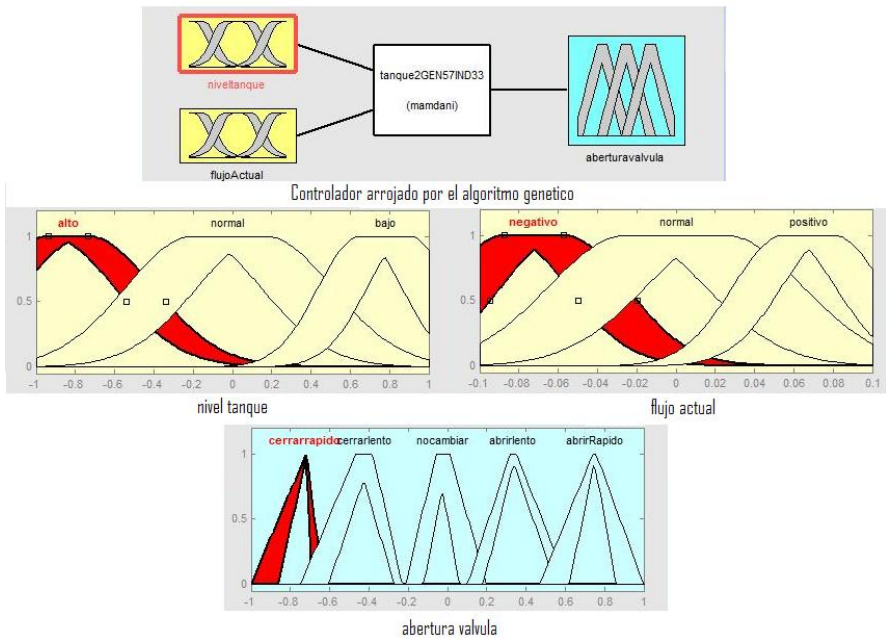 niveltanque
tanque2GEN57IND33
(mamdani)
flujoActual
aberturavalvula
Controlador arrojado por el algoritmo genetico
alto normal bajo
1
0.5
0
-1 -0.8 -0.6 -0.4 -0.2 0 0.2 0.4 0.6 0.8 1
nivel tanque
negativo normal positivo
1
0.5
0
-0.1 -0.08 -0.06 -0.04 -0.02 0 0.02 0.04 0.06 0.08 0.1
flujo actual
cerrarrapido cerrarlento nocambiar abrirlento abrirRapido
1
0.5
0
-1 -0.8 -0.6 -0.4 -0.2 0 0.2 0.4 0.6 0.8 1
abertura valvula